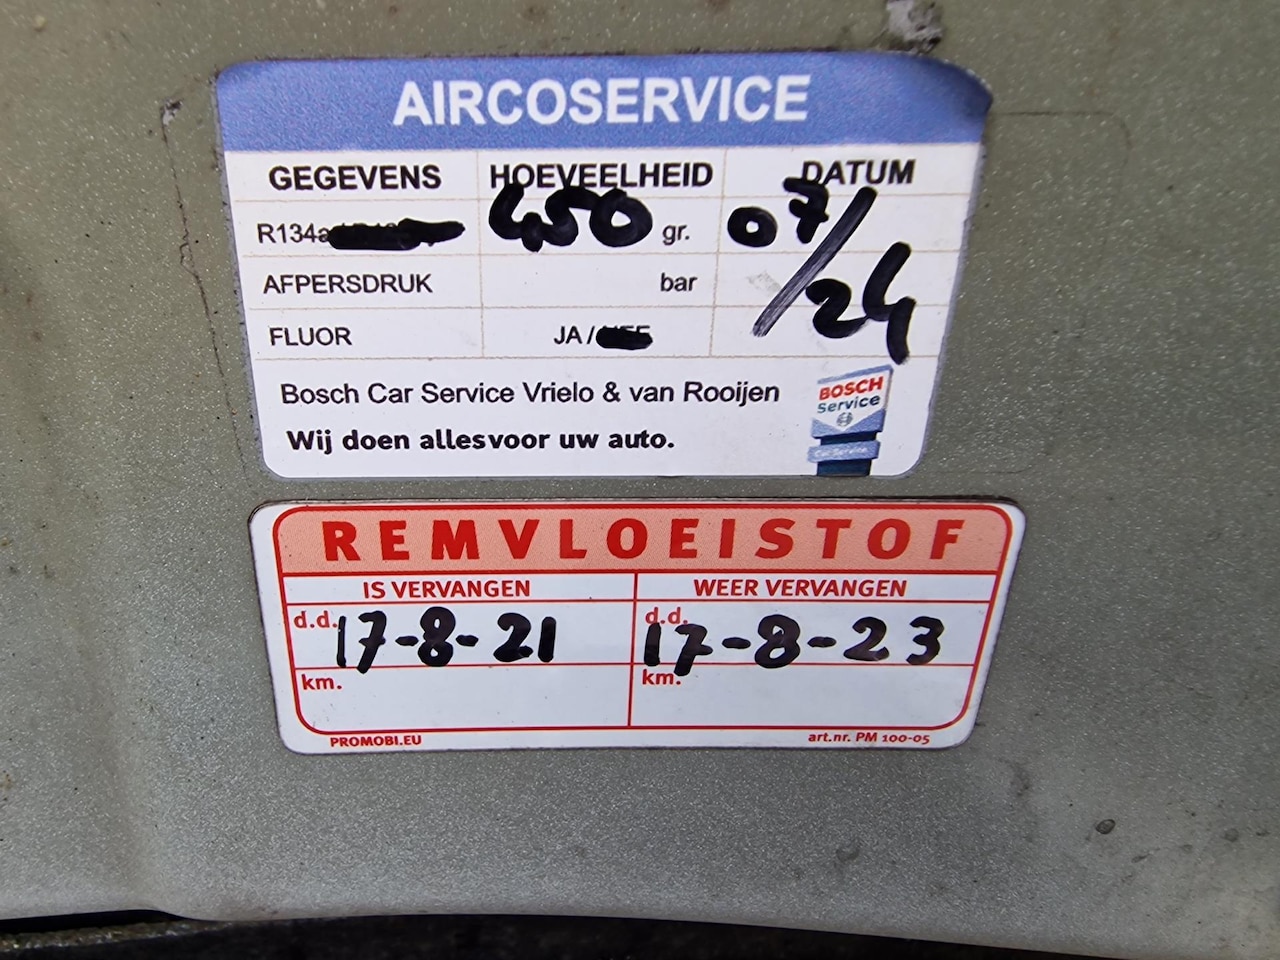 AIRCOSERVICE
GEGEVENS HOEVEELHEID DATUM
R134a 450 gr. 07/24
AFPERSDRUK bar
FLUOR JA /
Bosch Car Service Vrielo & van Rooijen
Wij doen allesvoor uw auto.
BOSCH
Service
Car Service
REMVLOEISTOF
IS VERVANGEN WEER VERVANGEN
d.d. 17-8-21 d.d. 17-8-23
km. km.
PROMOBI.EU art.nr. PM 100-05